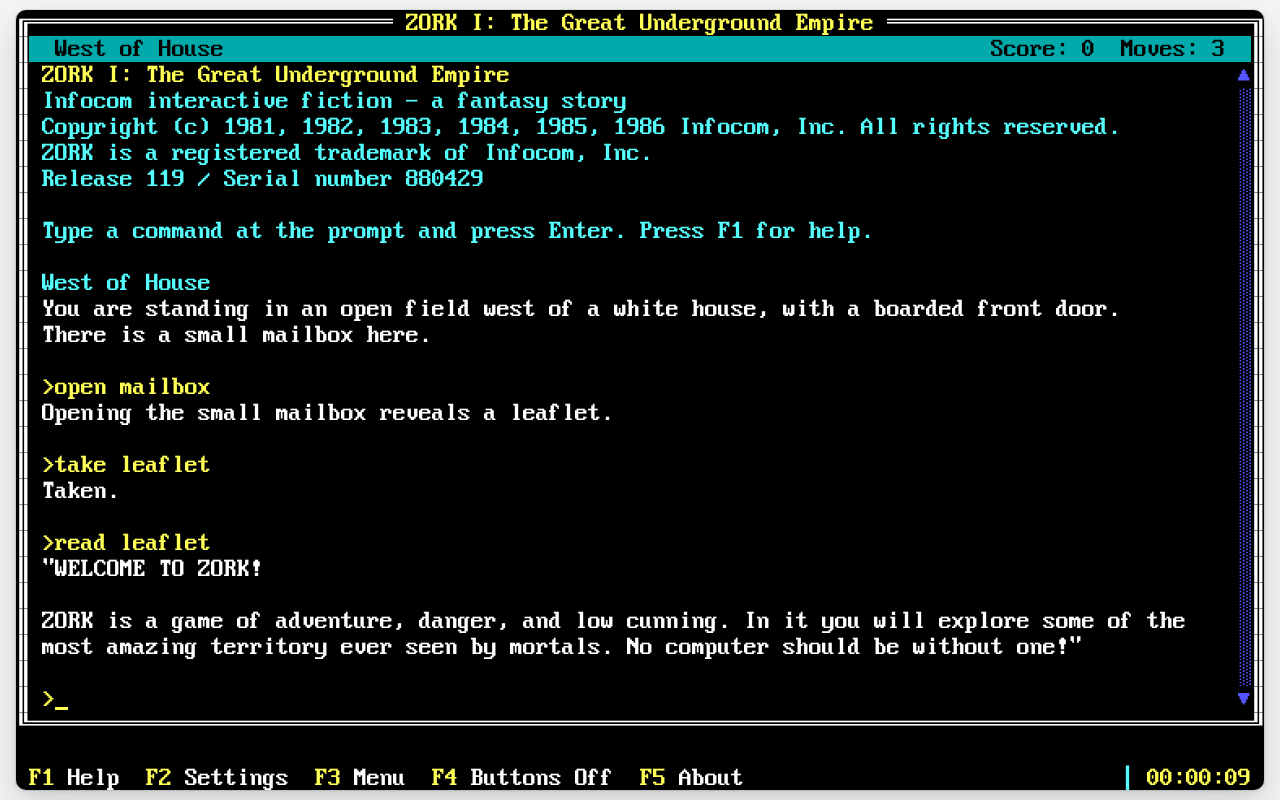 ZORK I: The Great Underground Empire
West of House Score: 0 Moves: 3
ZORK I: The Great Underground Empire
Infocom interactive fiction - a fantasy story
Copyright (c) 1981, 1982, 1983, 1984, 1985, 1986 Infocom, Inc. All rights reserved.
ZORK is a registered trademark of Infocom, Inc.
Release 119 / Serial number 880429
Type a command at the prompt and press Enter. Press F1 for help.
West of House
You are standing in an open field west of a white house, with a boarded front door.
There is a small mailbox here.
>open mailbox
Opening the small mailbox reveals a leaflet.
>take leaflet
Taken.
>read leaflet
"WELCOME TO ZORK!
ZORK is a game of adventure, danger, and low cunning. In it you will explore some of the
most amazing territory ever seen by mortals. No computer should be without one!"
>_
F1 Help F2 Settings F3 Menu F4 Buttons Off F5 About 00:00:09